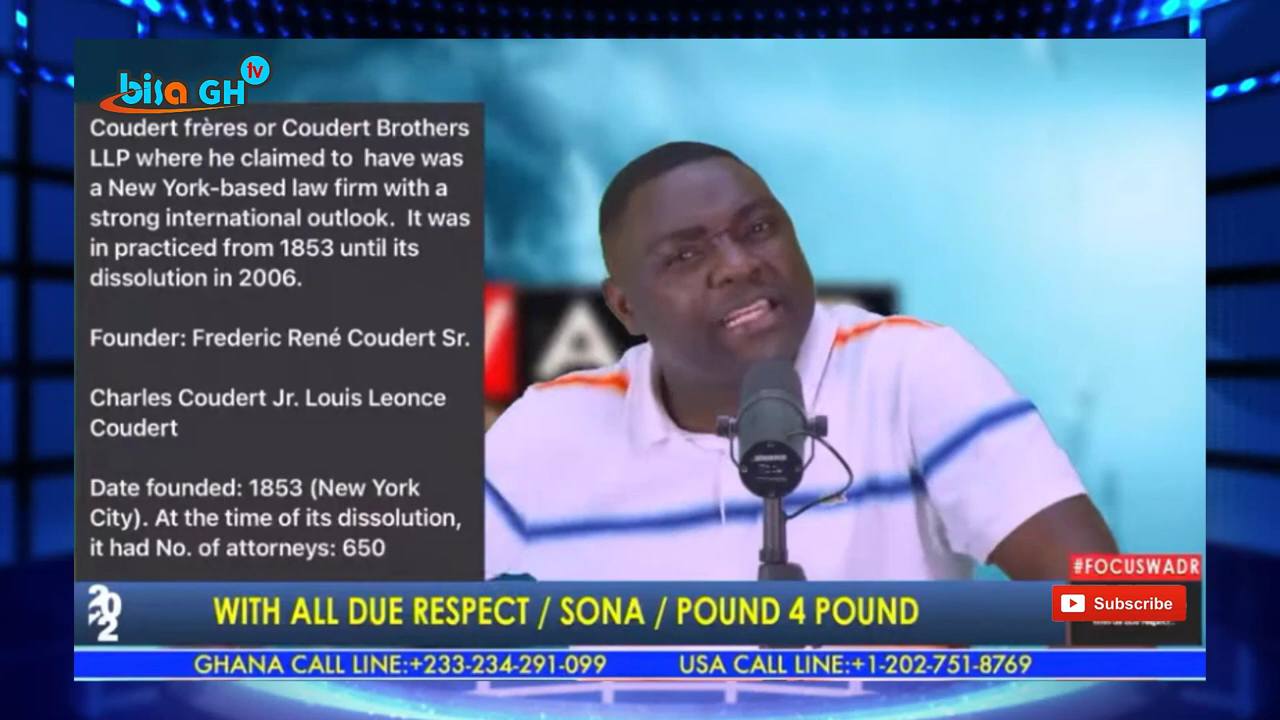 bisa GH tv
Coudert frères or Coudert Brothers
LLP where he claimed to have was
a New York-based law firm with a
strong international outlook. It was
in practiced from 1853 until its
dissolution in 2006.
Founder: Frederic René Coudert Sr.
Charles Coudert Jr. Louis Leonce
Coudert
Date founded: 1853 (New York
City). At the time of its dissolution,
it had No. of attorneys: 650
#FOCUSWADR
2022
WITH ALL DUE RESPECT / SONA / POUND 4 POUND
Subscribe
GHANA CALL LINE:+233-234-291-099
USA CALL LINE:+1-202-751-8769